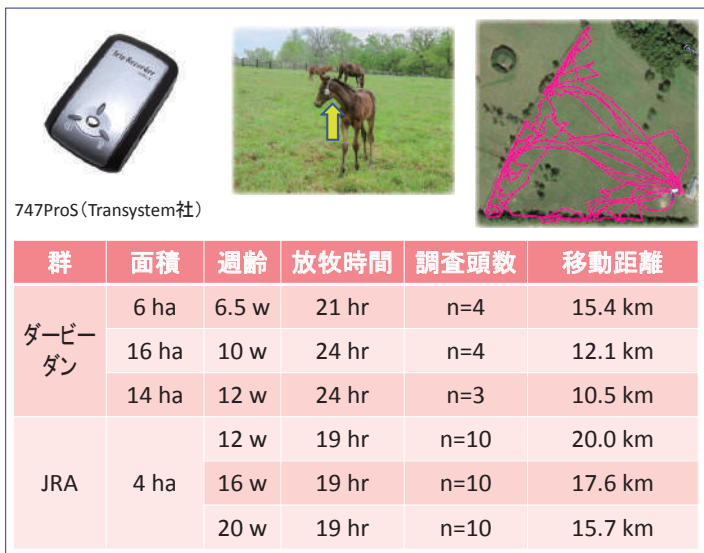 Trip Recorder
747ProS(Transystem社)
群 面積 週齢 放牧時間 調査頭数 移動距離
ダービーダン 6 ha 6.5 w 21 hr n=4 15.4 km
16 ha 10 w 24 hr n=4 12.1 km
14 ha 12 w 24 hr n=3 10.5 km
JRA 4 ha 12 w 19 hr n=10 20.0 km
16 w 19 hr n=10 17.6 km
20 w 19 hr n=10 15.7 km